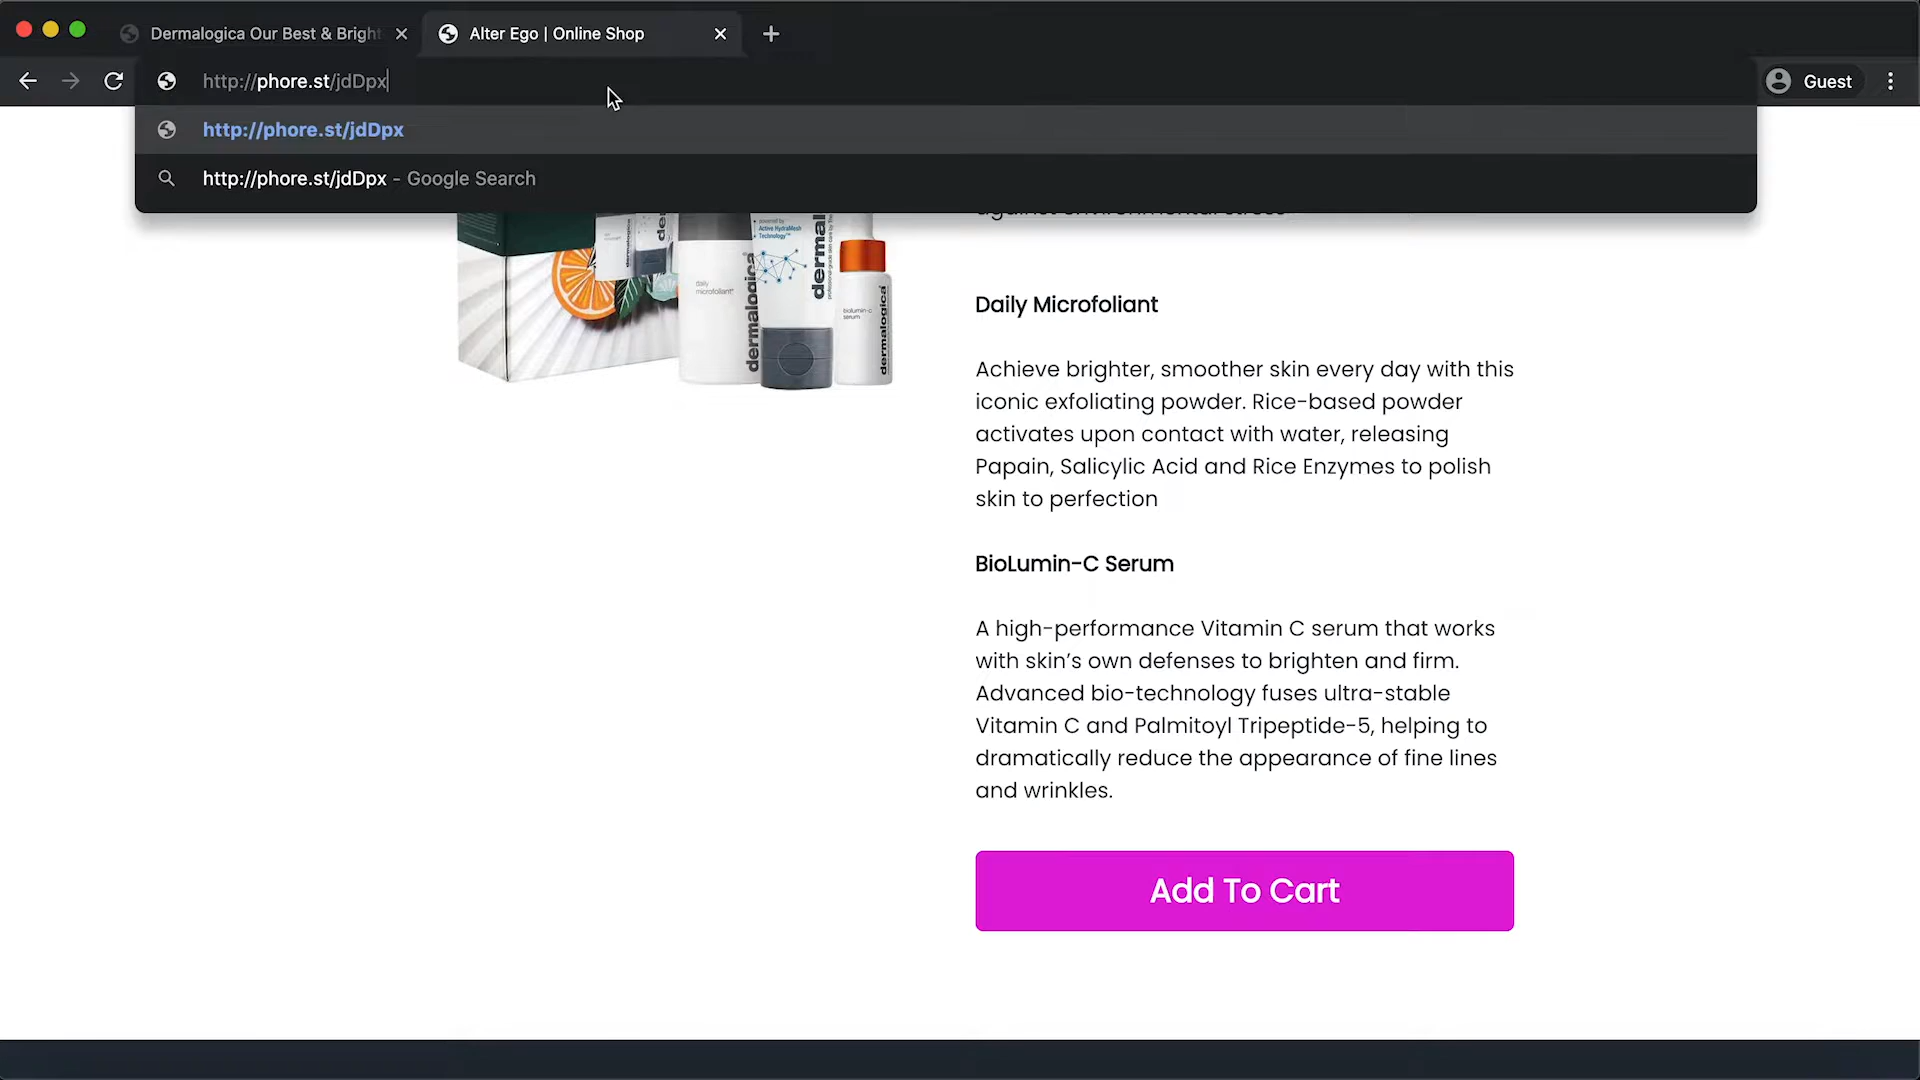 Dermalogica Our Best & Bright
Alter Ego | Online Shop
http://phore.st/jdDpx
Guest
http://phore.st/jdDpx
http://phore.st/jdDpx - Google Search
powered by
Active HydraMesh
Technology™
daily
microfoliant®
dermalogica
dermal
biolumin-c
serum
dermalogica
Daily Microfoliant
Achieve brighter, smoother skin every day with this
iconic exfoliating powder. Rice-based powder
activates upon contact with water, releasing
Papain, Salicylic Acid and Rice Enzymes to polish
skin to perfection
BioLumin-C Serum
A high-performance Vitamin C serum that works
with skin’s own defenses to brighten and firm.
Advanced bio-technology fuses ultra-stable
Vitamin C and Palmitoyl Tripeptide-5, helping to
dramatically reduce the appearance of fine lines
and wrinkles.
Add To Cart